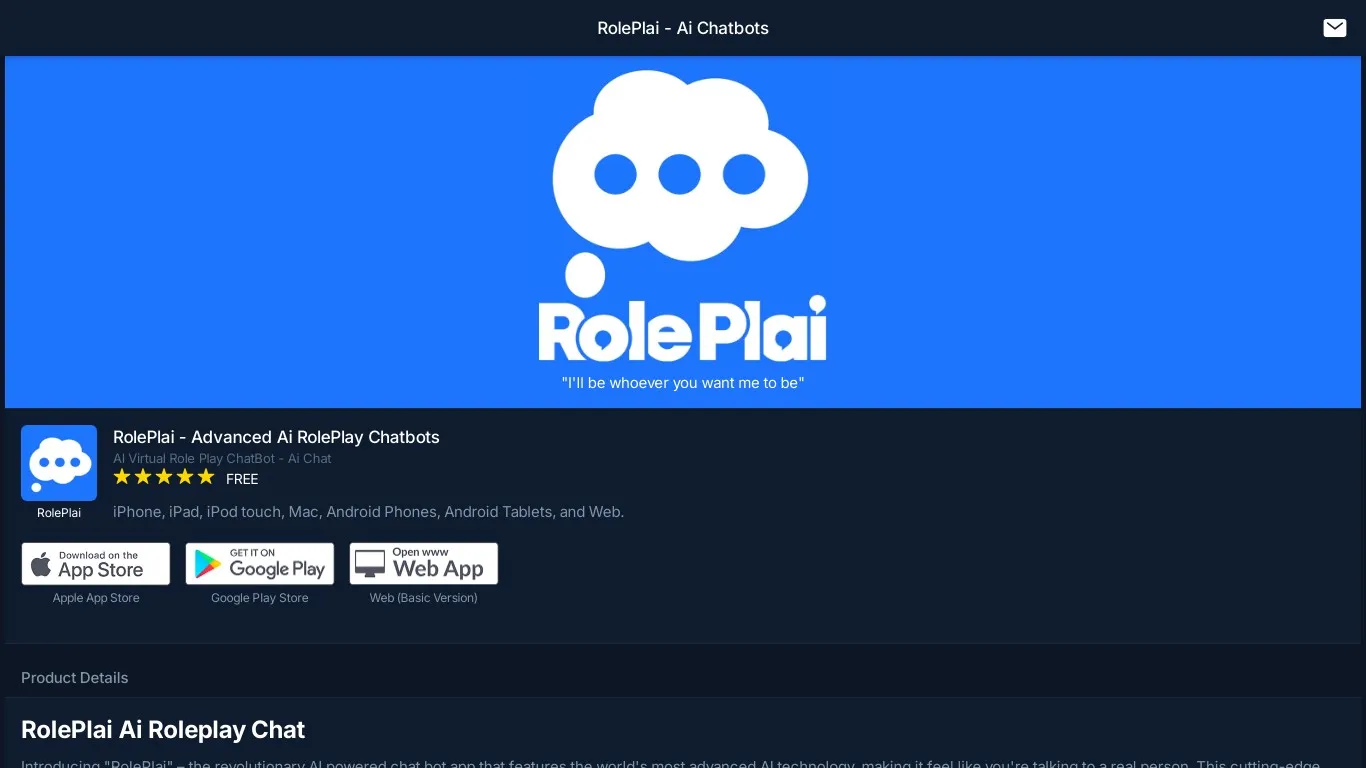 RolePlai - Ai Chatbots
RolePlai
"I'll be whoever you want me to be"
RolePlai - Advanced Ai RolePlay Chatbots
AI Virtual Role Play ChatBot - Ai Chat
FREE
RolePlai
iPhone, iPad, iPod touch, Mac, Android Phones, Android Tablets, and Web.
Download on the
App Store
GET IT ON
Google Play
Open www
Web App
Apple App Store
Google Play Store
Web (Basic Version)
Product Details
RolePlai Ai Roleplay Chat
Introducing "RolePlai" – the revolutionary AI powered chat bot app that features the world's most advanced AI technology, making it feel like you're talking to a real person. This cutting-edge